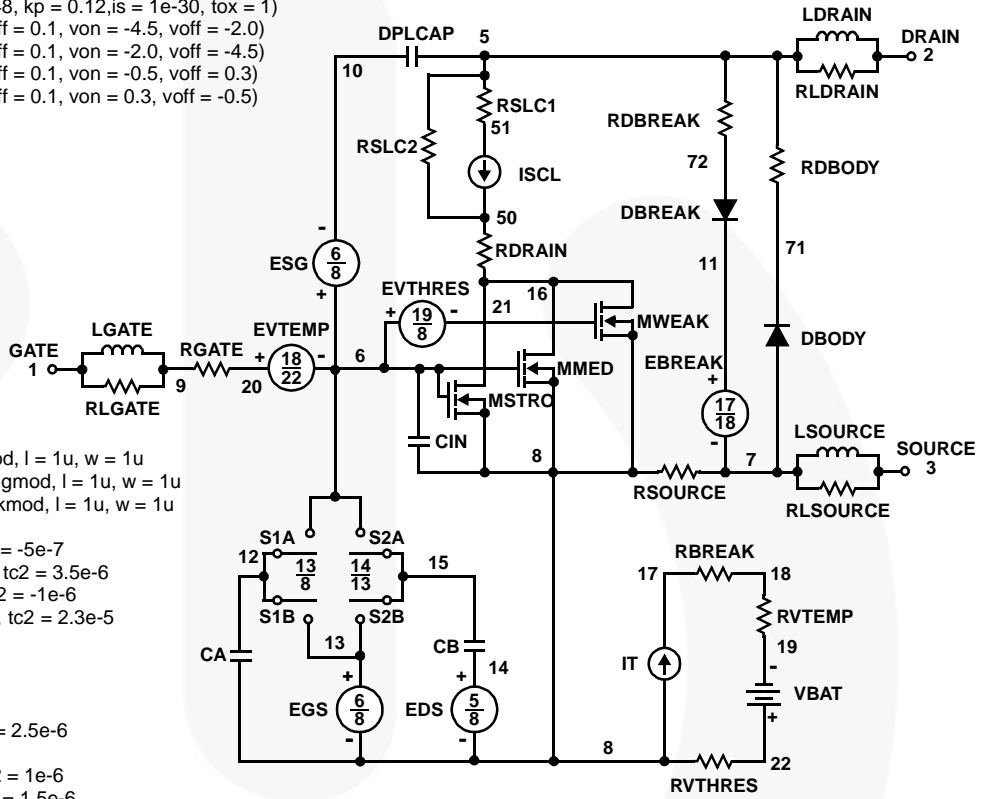 8, kp = 0.12,is = 1e-30, tox = 1)
ff = 0.1, von = -4.5, voff = -2.0)
ff = 0.1, von = -2.0, voff = -4.5)
ff = 0.1, von = -0.5, voff = 0.3)
ff = 0.1, von = 0.3, voff = -0.5)
LDRAIN
DPLCAP
5
DRAIN
2
10
RLDRAIN
RSLC1
51
RDBREAK
RSLC2
ISCL
72
RDBODY
DBREAK
50
RDRAIN
-
ESG
6
8
+
11
71
EVTHRES
+
19
8
-
21
16
MWEAK
LGATE
EVTEMP
GATE
1
RGATE
+
18
22
-
6
MMED
EBREAK
+
DBODY
9
20
MSTRO
17
18
-
RLGATE
CIN
LSOURCE
8
7
SOURCE
3
RSOURCE
RLSOURCE
od, l = 1u, w = 1u
gmod, l = 1u, w = 1u
kmod, l = 1u, w = 1u
= -5e-7
tc2 = 3.5e-6
2 = -1e-6
, tc2 = 2.3e-5
= 2.5e-6
2 = 1e-6
= 1.5e-6
S1A
S2A
12
13
8
14
13
15
S1B
S2B
13
CA
CB
14
+
EGS
6
8
-
+
EDS
5
8
-
RBREAK
17
18
RVTEMP
19
IT
-
VBAT
+
8
22
RVTHRES